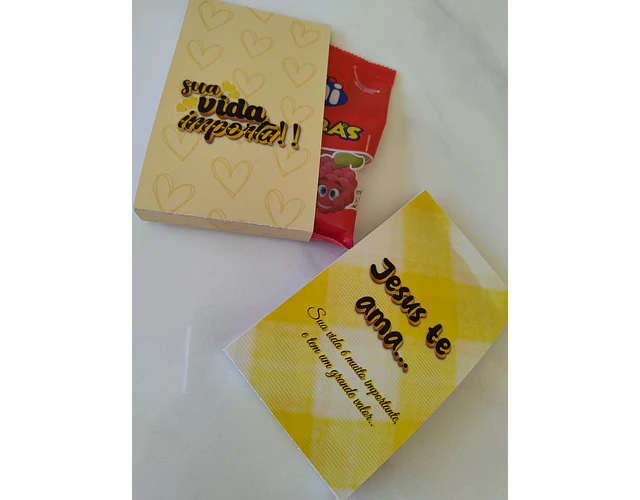 sua
vida
importa!!
Jesus te
ama...
Sua vida é muito importante,
e tem um grande valor..